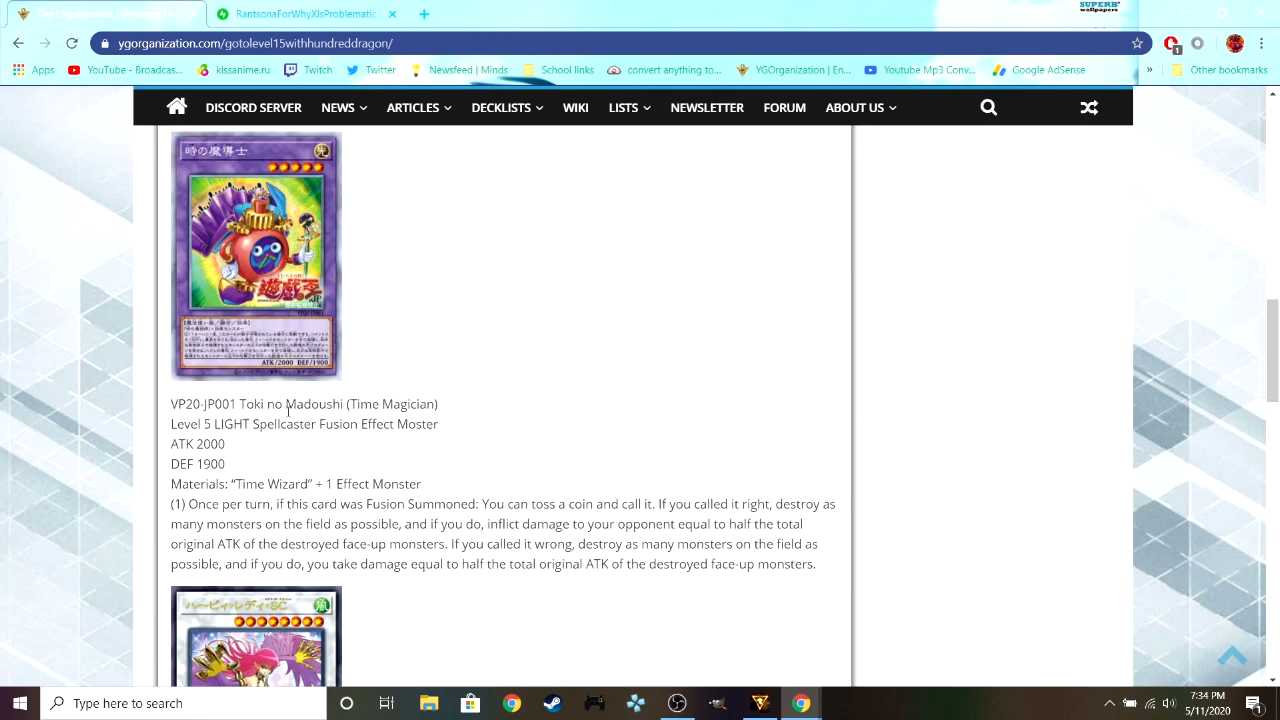 SUPERB
wallpapers
RantsonaForWhyXIsProblematic
ygorganization.com/gotolevel15withhundreddragon/
1
Apps
YouTube - Broadcas...
kissanime.ru
Twitch
Twitter
Newsfeed | Minds
School links
convert anything to...
YGOrganization | En...
Youtube Mp3 Conv...
Google AdSense
»
Other bookmarks
DISCORD SERVER
NEWS
ARTICLES
DECKLISTS
WIKI
LISTS
NEWSLETTER
FORUM
ABOUT US
時の魔導士
光
遊戯王
VP20-JP001
ATK/2000 DEF/1900
VP20-JP001 Toki no Madoushi (Time Magician)
Level 5 LIGHT Spellcaster Fusion Effect Moster
ATK 2000
DEF 1900
Materials: “Time Wizard” + 1 Effect Monster
(1) Once per turn, if this card was Fusion Summoned: You can toss a coin and call it. If you called it right, destroy as
many monsters on the field as possible, and if you do, inflict damage to your opponent equal to half the total
original ATK of the destroyed face-up monsters. If you called it wrong, destroy as many monsters on the field as
possible, and if you do, you take damage equal to half the total original ATK of the destroyed face-up monsters.
ハーピィ・レディ・SC
風
Type here to search
7:34 PM
5/11/2020